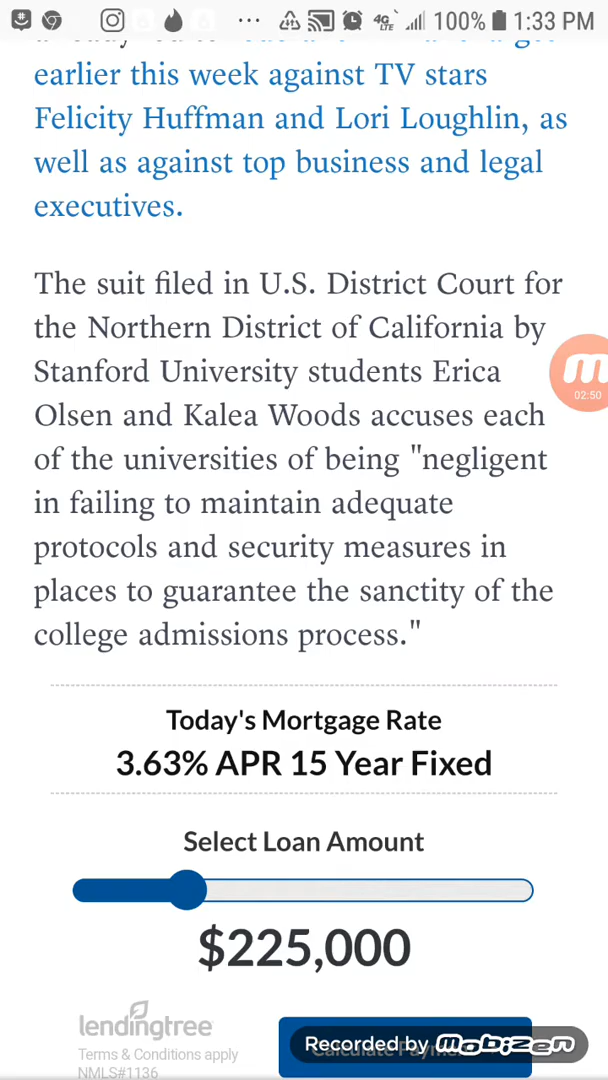 100% 1:33 PM
earlier this week against TV stars
Felicity Huffman and Lori Loughlin, as
well as against top business and legal
executives.
The suit filed in U.S. District Court for
the Northern District of California by
Stanford University students Erica
Olsen and Kalea Woods accuses each
of the universities of being "negligent
in failing to maintain adequate
protocols and security measures in
places to guarantee the sanctity of the
college admissions process."
02:50
Today's Mortgage Rate
3.63% APR 15 Year Fixed
Select Loan Amount
$225,000
lendingtree
Terms & Conditions apply
NMLS#1136
Recorded by mobizen